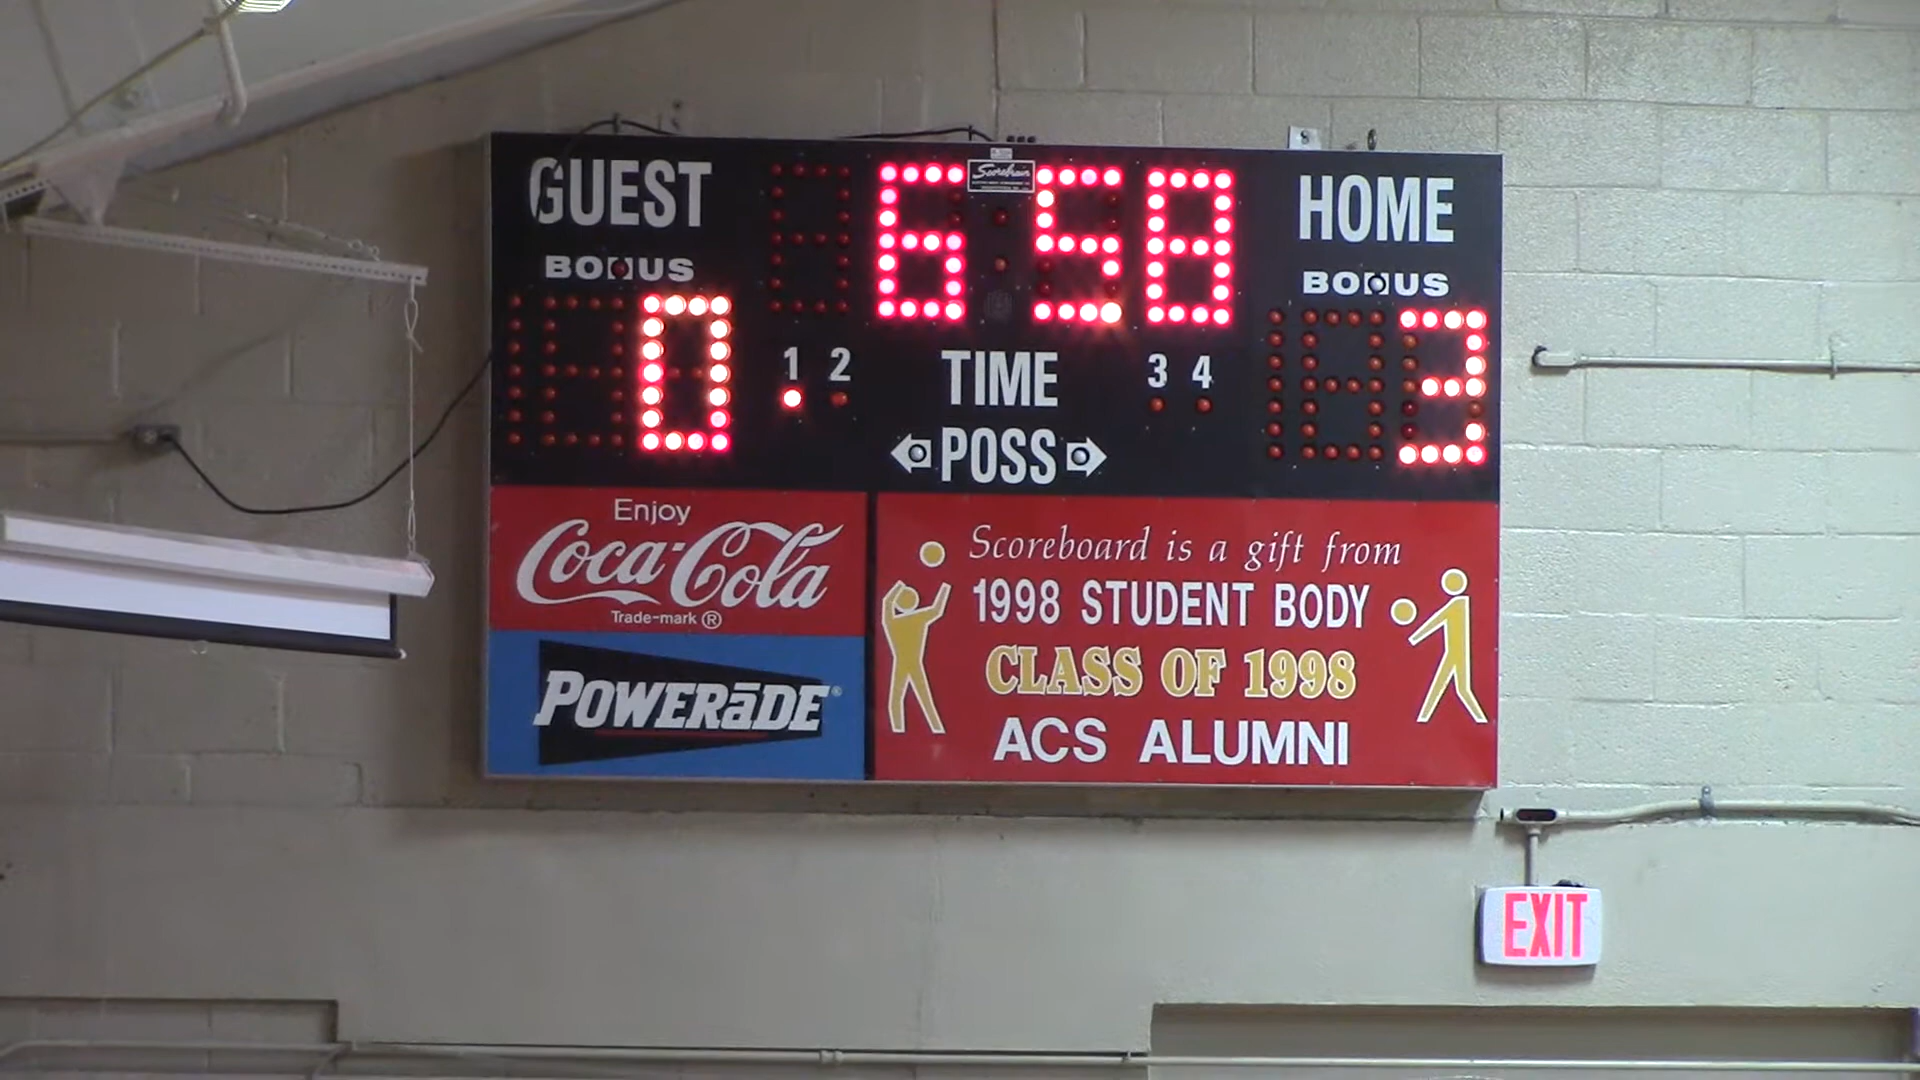 GUEST
6 58
HOME
BONUS
BONUS
0
1 2
TIME
3 4
3
POSS
Enjoy
Coca-Cola
Trade-mark ®
POWERāDE®
Scoreboard is a gift from
1998 STUDENT BODY
CLASS OF 1998
ACS ALUMNI
EXIT